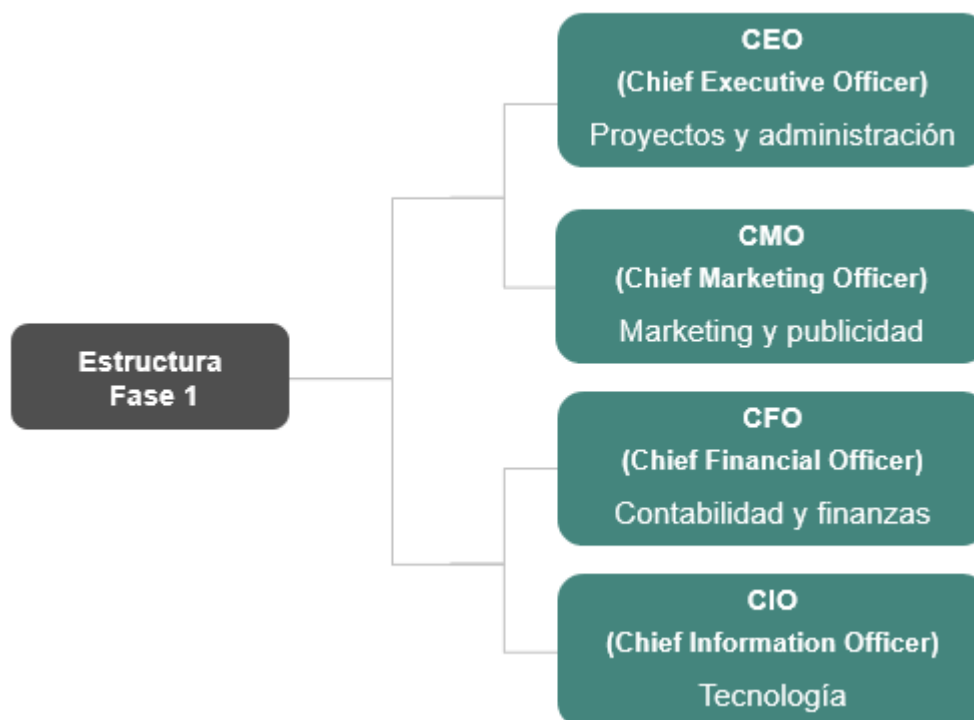 Estructura
Fase 1
CEO
(Chief Executive Officer)
Proyectos y administración
CMO
(Chief Marketing Officer)
Marketing y publicidad
CFO
(Chief Financial Officer)
Contabilidad y finanzas
CIO
(Chief Information Officer)
Tecnología